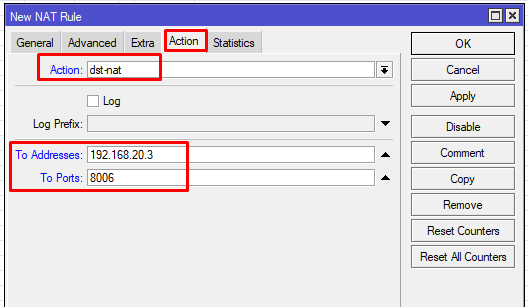 New NAT Rule
General Advanced Extra Action Statistics
Action: dst-nat
Log
Log Prefix:
To Addresses: 192.168.20.3
To Ports: 8006
OK
Cancel
Apply
Disable
Comment
Copy
Remove
Reset Counters
Reset All Counters